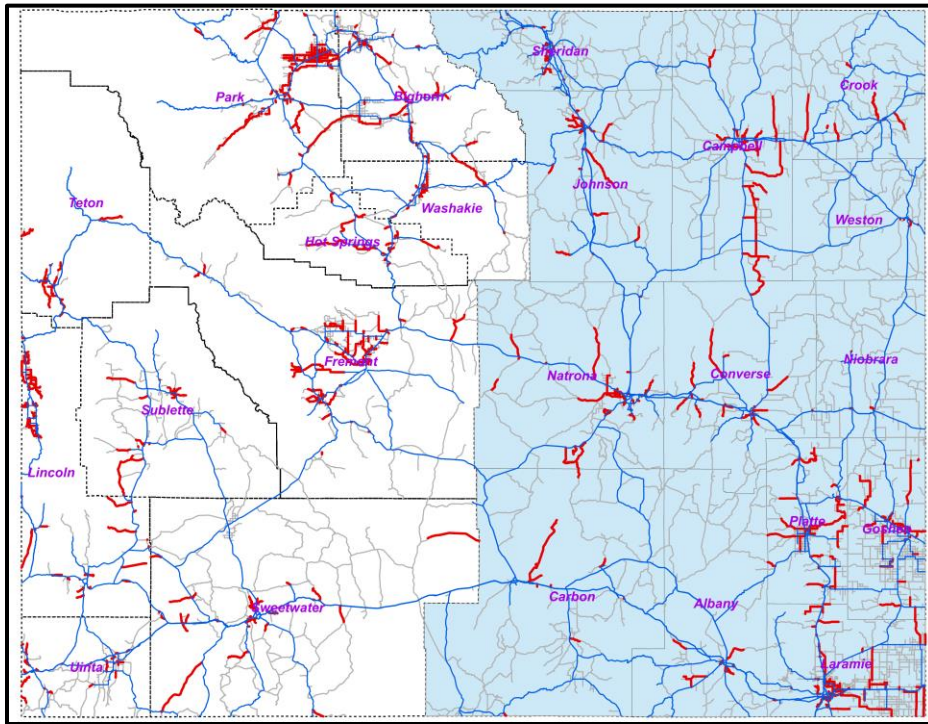 Sheridan
Crook
Park
Bighorn
Campbell
Johnson
Teton
Washakie
Weston
Hot Springs
Fremont
Niobrara
Natrona
Converse
Sublette
Lincoln
Platte
Goshen
Sweetwater
Carbon
Albany
Uinta
Laramie